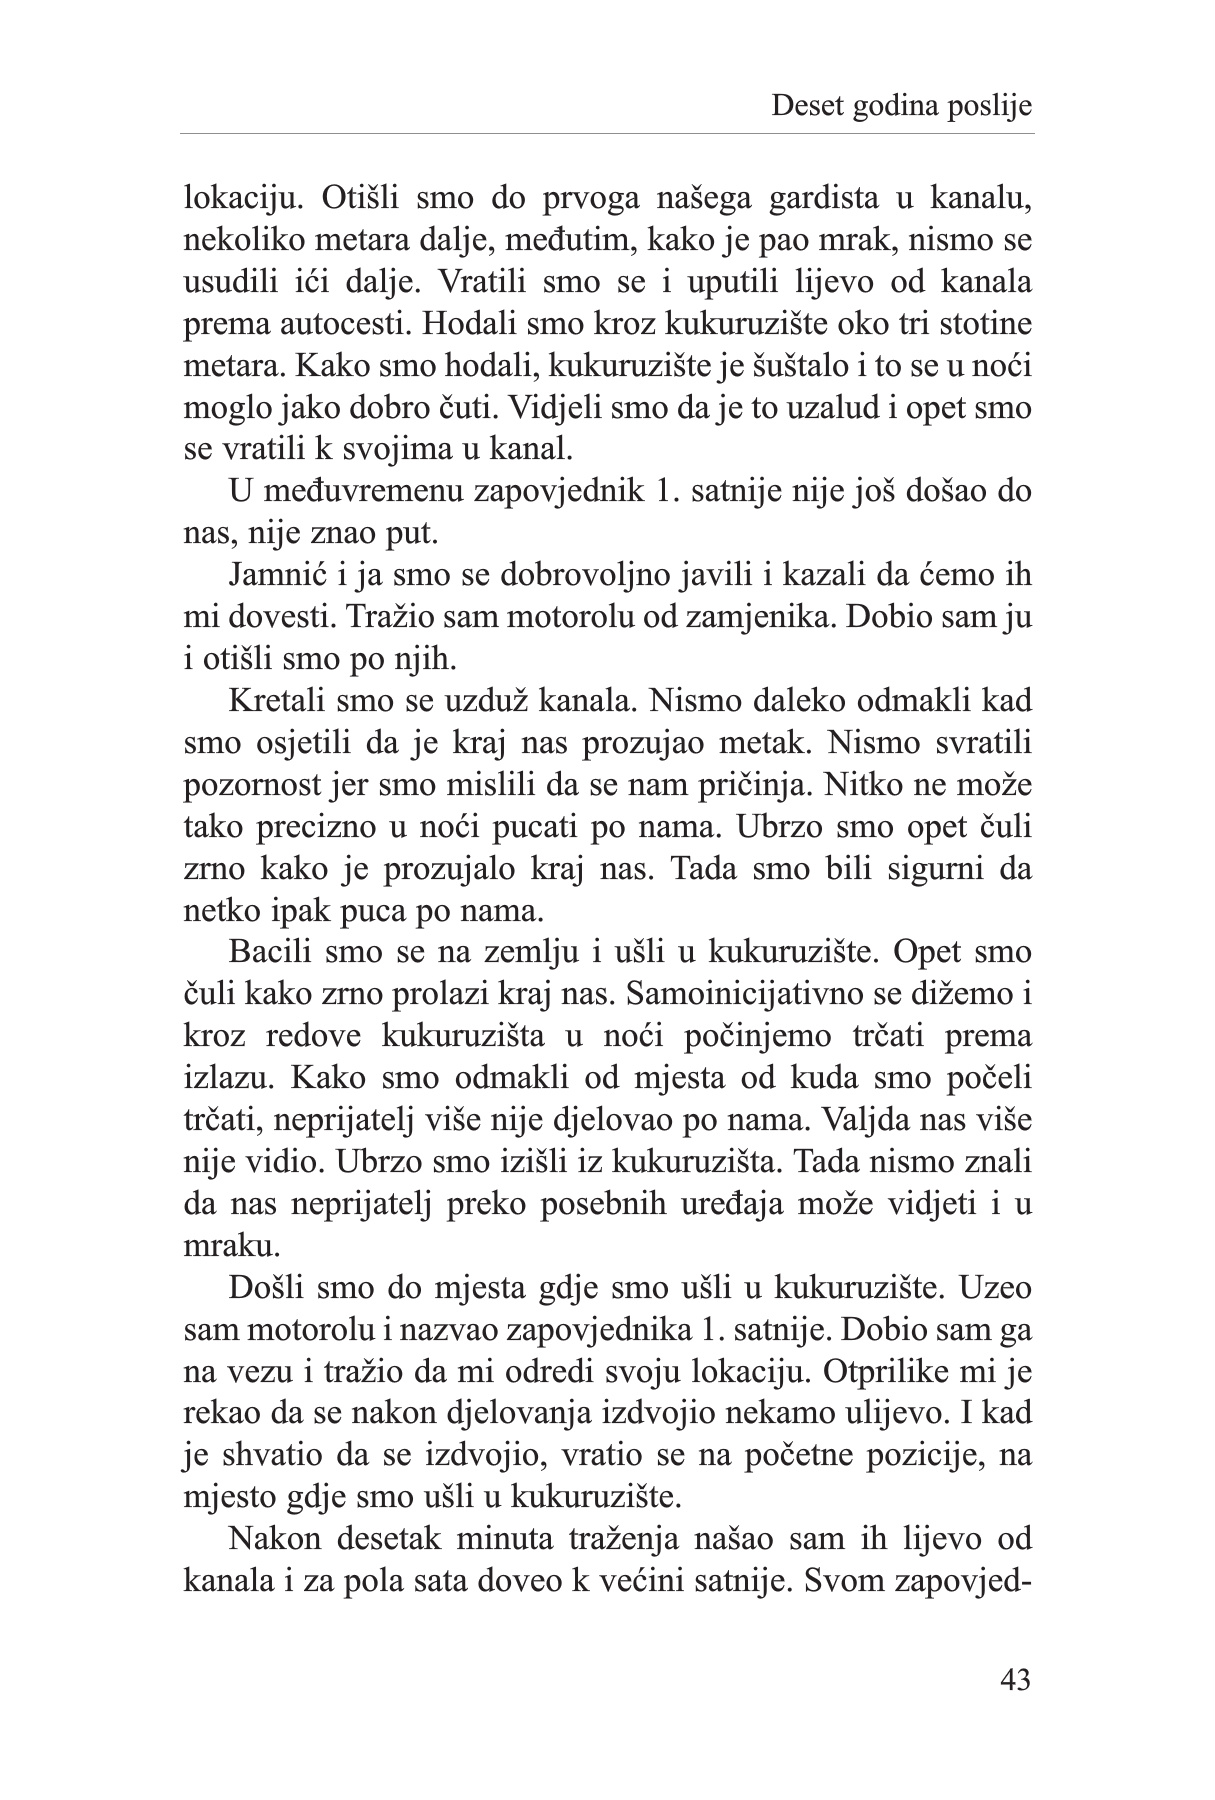 Deset godina poslije
lokaciju. Otišli smo do prvoga našega gardista u kanalu,
nekoliko metara dalje, međutim, kako je pao mrak, nismo se
usudili ići dalje. Vratili smo se i uputili lijevo od kanala
prema autocesti. Hodali smo kroz kukuruzište oko tri stotine
metara. Kako smo hodali, kukuruzište je šuštalo i to se u noći
moglo jako dobro čuti. Vidjeli smo da je to uzalud i opet smo
se vratili k svojima u kanal.
U međuvremenu zapovjednik 1. satnije nije još došao do
nas, nije znao put.
Jamnić i ja smo se dobrovoljno javili i kazali da ćemo ih
mi dovesti. Tražio sam motorolu od zamjenika. Dobio sam ju
i otišli smo po njih.
Kretali smo se uzduž kanala. Nismo daleko odmakli kad
smo osjetili da je kraj nas prozujao metak. Nismo svratili
pozornost jer smo mislili da se nam pričinja. Nitko ne može
tako precizno u noći pucati po nama. Ubrzo smo opet čuli
zrno kako je prozujalo kraj nas. Tada smo bili sigurni da
netko ipak puca po nama.
Bacili smo se na zemlju i ušli u kukuruzište. Opet smo
čuli kako zrno prolazi kraj nas. Samoinicijativno se dižemo i
kroz redove kukuruzišta u noći počinjemo trčati prema
izlazu. Kako smo odmakli od mjesta od kuda smo počeli
trčati, neprijatelj više nije djelovao po nama. Valjda nas više
nije vidio. Ubrzo smo izišli iz kukuruzišta. Tada nismo znali
da nas neprijatelj preko posebnih uređaja može vidjeti i u
mraku.
Došli smo do mjesta gdje smo ušli u kukuruzište. Uzeo
sam motorolu i nazvao zapovjednika 1. satnije. Dobio sam ga
na vezu i tražio da mi odredi svoju lokaciju. Otprilike mi je
rekao da se nakon djelovanja izdvojio nekamo ulijevo. I kad
je shvatio da se izdvojio, vratio se na početne pozicije, na
mjesto gdje smo ušli u kukuruzište.
Nakon desetak minuta traženja našao sam ih lijevo od
kanala i za pola sata doveo k većini satnije. Svom zapovjed-
43